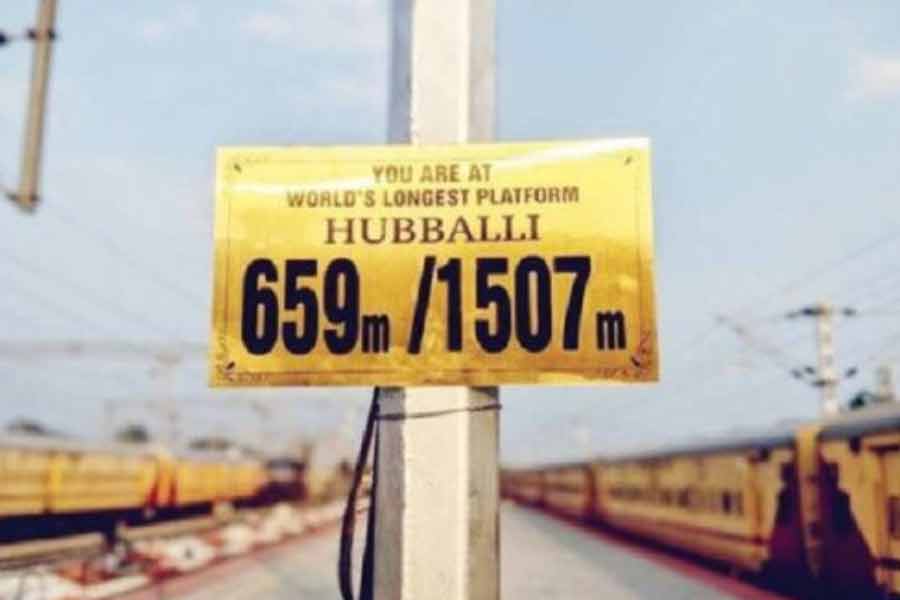 YOU ARE AT
WORLD'S LONGEST PLATFORM
HUBBALLI
659m /1507m